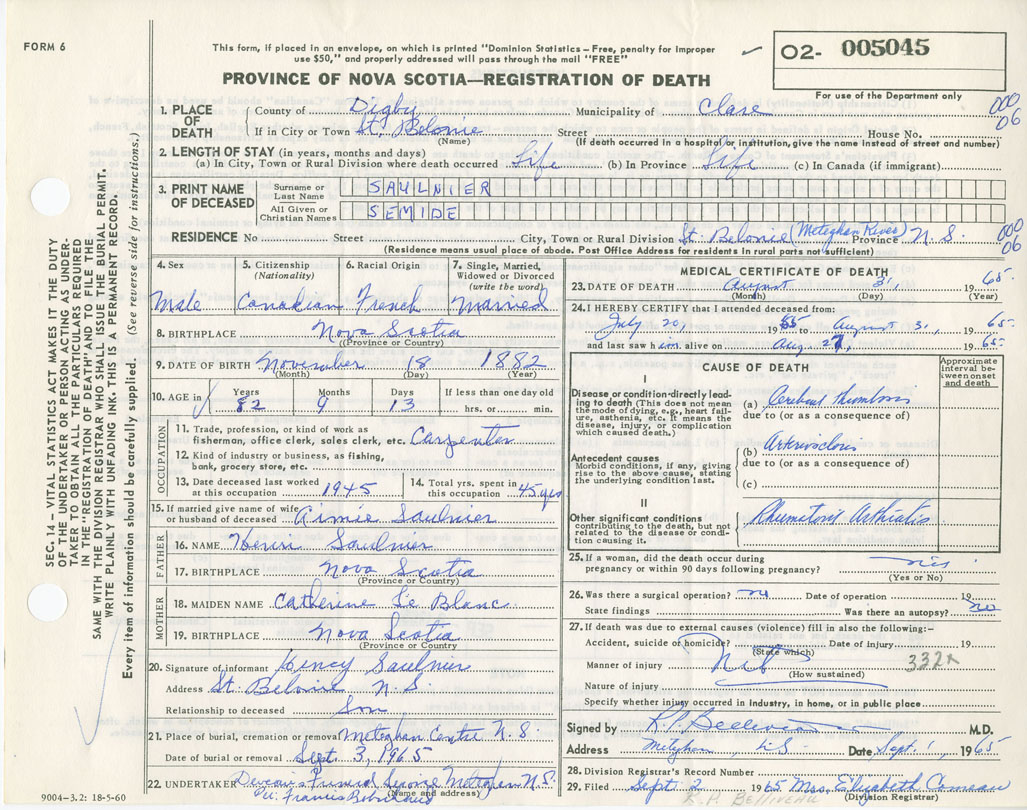 FORM 6
This form, if placed in an envelope, on which is printed "Dominion Statistics – Free, penalty for improper
use $50," and properly addressed will pass through the mail "FREE"
PROVINCE OF NOVA SCOTIA—REGISTRATION OF DEATH
02- 005045
For use of the Department only
1. PLACE OF DEATH County of Digby Municipality of Clare 000 06
If in City or Town St. Belonie Street House No.
(Name) (If death occurred in a hospital or institution, give the name instead of street and number)
2. LENGTH OF STAY (in years, months and days)
(a) In City, Town or Rural Division where death occurred Life (b) In Province Life (c) In Canada (if immigrant)
3. PRINT NAME OF DECEASED Surname or Last Name SAULNIER
All Given or Christian Names SEMIDE
RESIDENCE No Street City, Town or Rural Division St. Belonie (Meteghan River) Province N.S. 000 06
(Residence means usual place of abode. Post Office Address for residents in rural parts not sufficient)
SEC. 14 – VITAL STATISTICS ACT MAKES IT THE DUTY
OF THE UNDERTAKER OR PERSON ACTING AS UNDER-
TAKER TO OBTAIN ALL THE PARTICULARS REQUIRED
IN THE "REGISTRATION OF DEATH" AND TO FILE THE
SAME WITH THE DIVISION REGISTRAR WHO SHALL ISSUE THE BURIAL PERMIT.
WRITE PLAINLY WITH UNFADING INK. THIS IS A PERMANENT RECORD.
Every item of information should be carefully supplied. (See reverse side for instructions.)
4. Sex 5. Citizenship (Nationality) 6. Racial Origin 7. Single, Married, Widowed or Divorced (write the word)
Male Canadian French Married
8. BIRTHPLACE Nova Scotia
(Province or Country)
9. DATE OF BIRTH November 18 1882
(Month) (Day) (Year)
10. AGE in Years Months Days If less than one day old
82 9 13 hrs. or min.
OCCUPATION
11. Trade, profession, or kind of work as
fisherman, office clerk, sales clerk, etc. Carpenter
12. Kind of industry or business, as fishing,
bank, grocery store, etc.
13. Date deceased last worked at this occupation 1945 14. Total yrs. spent in this occupation 45 yrs
15. If married give name of wife
or husband of deceased Aimie Saulnier
FATHER
16. NAME Henri Saulnier
17. BIRTHPLACE Nova Scotia
(Province or Country)
MOTHER
18. MAIDEN NAME Catherine Le Blanc
19. BIRTHPLACE Nova Scotia
(Province or Country)
20. Signature of informant Hency Saulnier
Address St. Belonie N.S.
Relationship to deceased Son
21. Place of burial, cremation or removal Meteghan Centre N.S.
Date of burial or removal Sept. 3, 1965
22. UNDERTAKER Funeral Service Meteghan N.S.
(Name and address)
9004–3.2: 18-5-60
MEDICAL CERTIFICATE OF DEATH
23. DATE OF DEATH August 31, 1965.
(Month) (Day) (Year)
24. I HEREBY CERTIFY that I attended deceased from:
July 20, 1965 to August 31, 1965
and last saw him alive on Aug. 27, 1965
CAUSE OF DEATH
Approximate interval between onset and death
I
Disease or condition directly lead-
ing to death (This does not mean
the mode of dying, e.g., heart fail-
ure, asthenia, etc. It means the
disease, injury, or complication
which caused death.)
(a) Cerebral thrombosis
due to (or as a consequence of)
Antecedent causes
Morbid conditions, if any, giving
rise to the above cause, stating
the underlying condition last.
(b) Arterosclosis
due to (or as a consequence of)
(c)
II
Other significant conditions
contributing to the death, but not
related to the disease or condi-
tion causing it.
Rhumetoid Arthritis
25. If a woman, did the death occur during
pregnancy or within 90 days following pregnancy?
(Yes or No)
26. Was there a surgical operation? no Date of operation 19
State findings Was there an autopsy? no
27. If death was due to external causes (violence) fill in also the following:–
Accident, suicide or homicide? Date of injury 19
(State which)
Manner of injury 332X
(How sustained)
Nature of injury
Specify whether injury occurred in Industry, in home, or in public place
Signed by M.D.
Address Meteghan, N.S. Date Sept. 1, 1965
28. Division Registrar's Record Number
29. Filed Sept 2 1965 Mrs. Elizabeth Comeau
(Division Registrar)